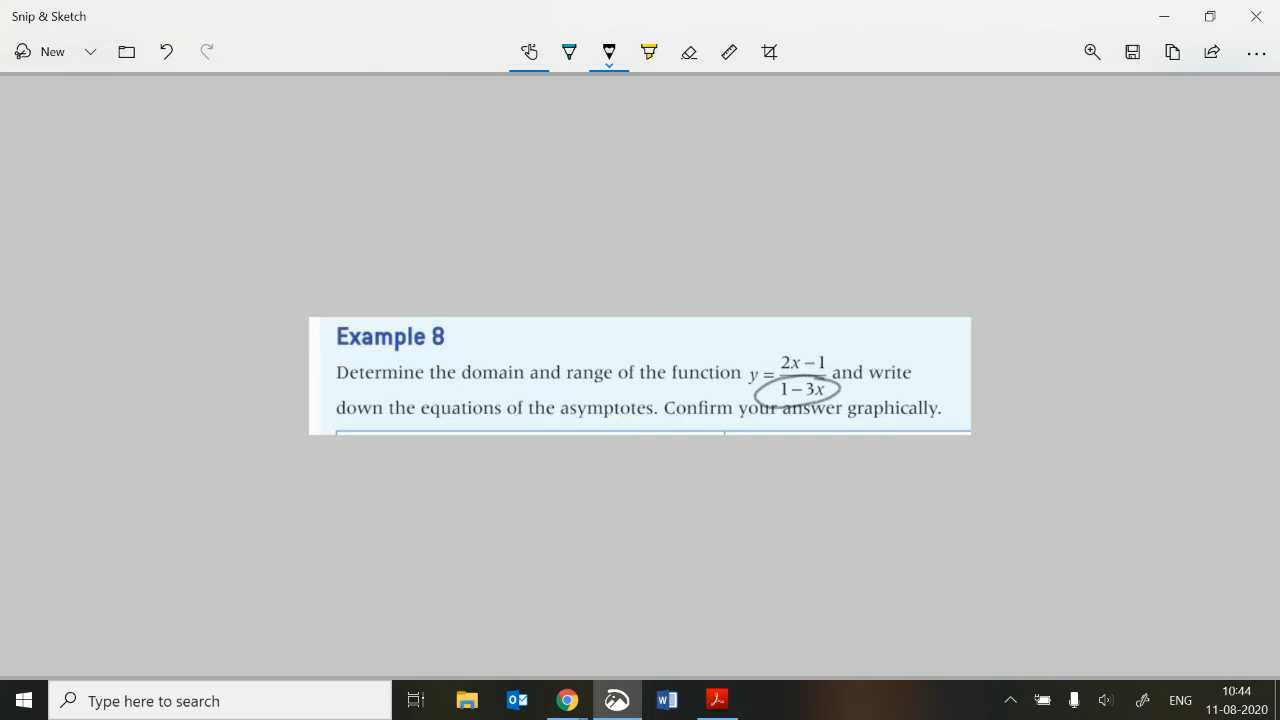 Snip & Sketch
New
Example 8
Determine the domain and range of the function y = \frac{2x − 1}{1 − 3x} and write
down the equations of the asymptotes. Confirm your answer graphically.
Type here to search
ENG
10:44
11-08-2020